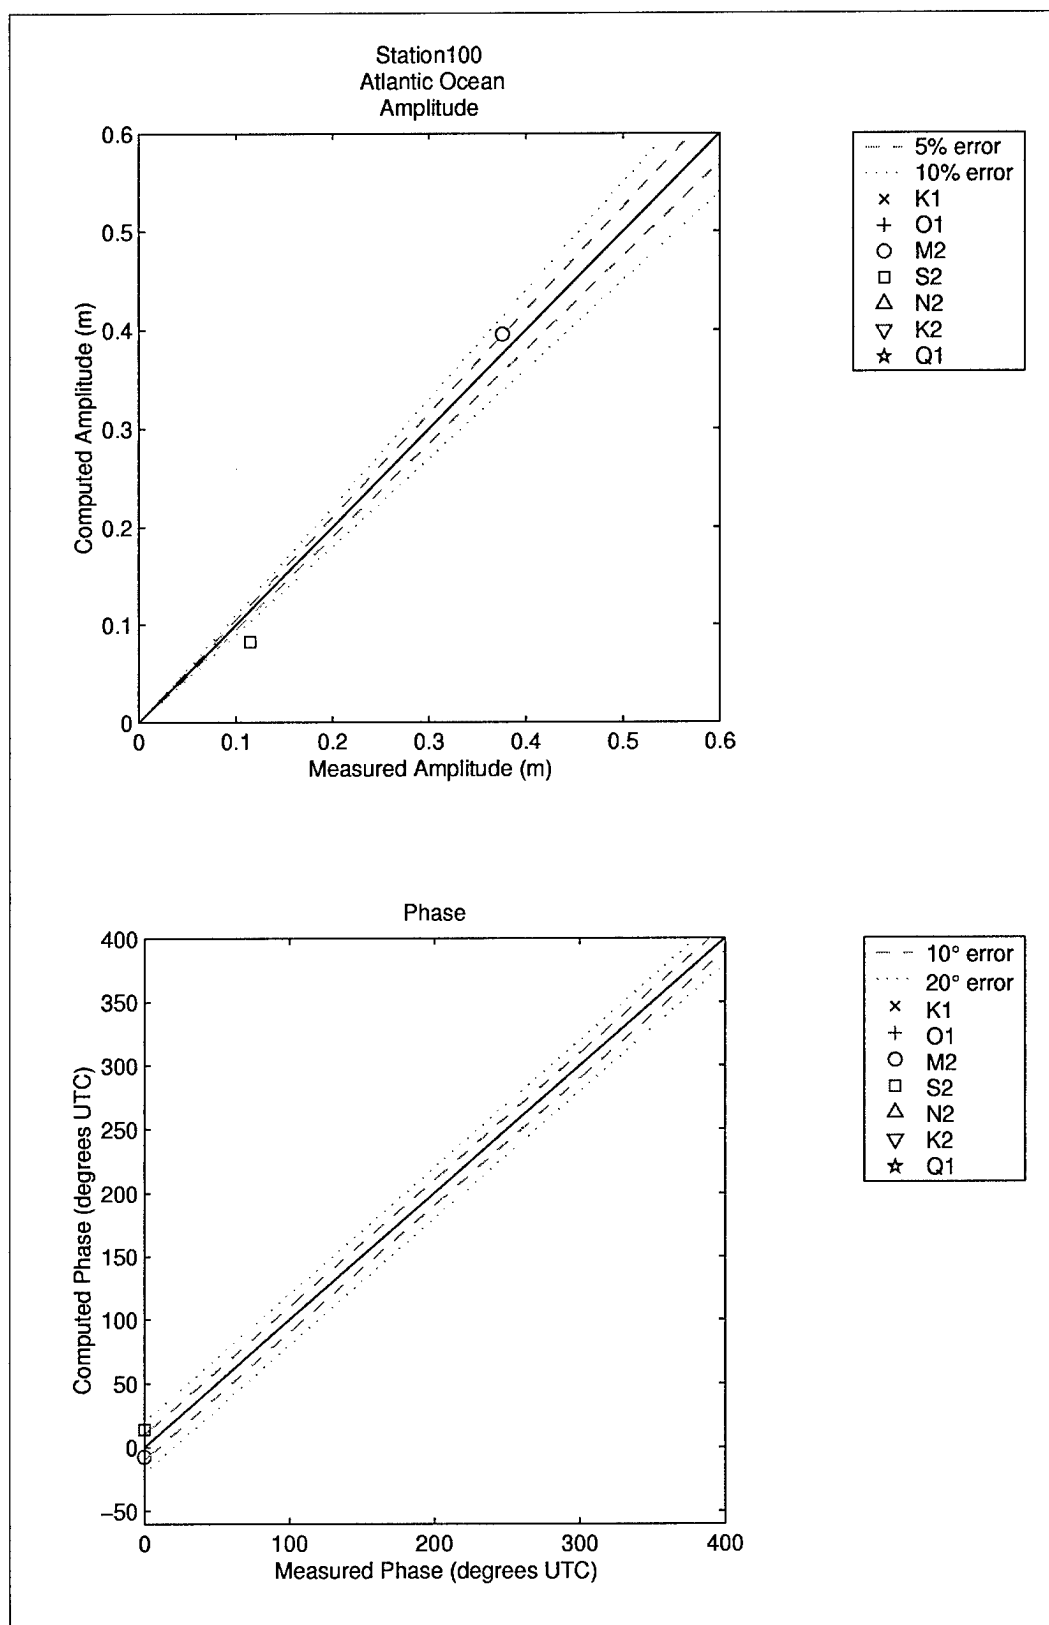 Station100
Atlantic Ocean
Amplitude
0.6
0.5
0.4
0.3
0.2
0.1
0
0 0.1 0.2 0.3 0.4 0.5 0.6
Computed Amplitude (m)
Measured Amplitude (m)
5% error
10% error
K1
O1
M2
S2
N2
K2
Q1
Phase
400
350
300
250
200
150
100
50
0
−50
0 100 200 300 400
Computed Phase (degrees UTC)
Measured Phase (degrees UTC)
10° error
20° error
K1
O1
M2
S2
N2
K2
Q1